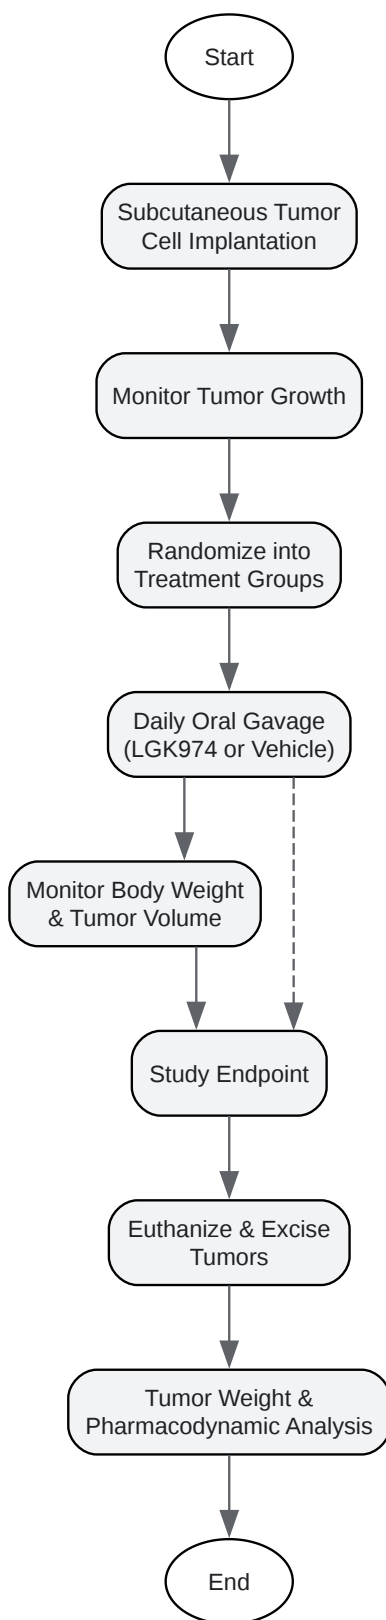 Start
Subcutaneous Tumor
Cell Implantation
Monitor Tumor Growth
Randomize into
Treatment Groups
Daily Oral Gavage
(LGK974 or Vehicle)
Monitor Body Weight
& Tumor Volume
Study Endpoint
Euthanize & Excise
Tumors
Tumor Weight &
Pharmacodynamic Analysis
End